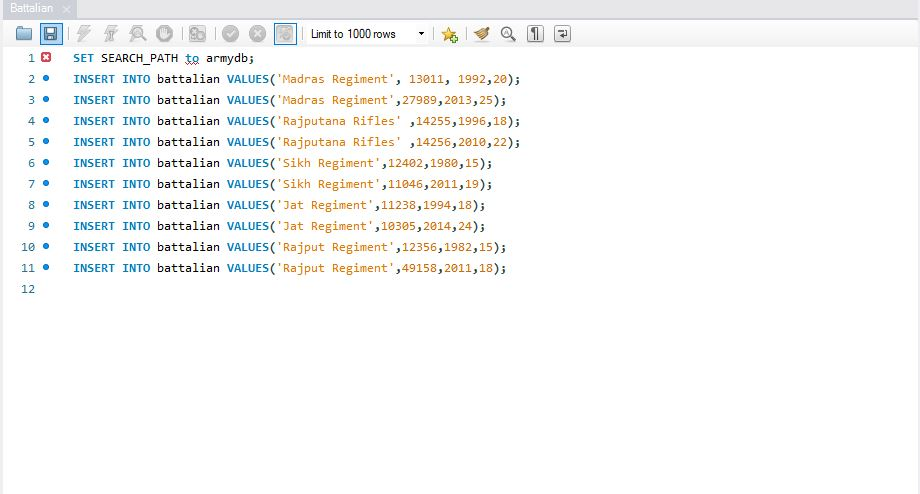 Battalian
Limit to 1000 rows
1 SET SEARCH_PATH to armydb;
2 INSERT INTO battalian VALUES('Madras Regiment', 13011, 1992,20);
3 INSERT INTO battalian VALUES('Madras Regiment',27989,2013,25);
4 INSERT INTO battalian VALUES('Rajputana Rifles' ,14255,1996,18);
5 INSERT INTO battalian VALUES('Rajputana Rifles' ,14256,2010,22);
6 INSERT INTO battalian VALUES('Sikh Regiment',12402,1980,15);
7 INSERT INTO battalian VALUES('Sikh Regiment',11046,2011,19);
8 INSERT INTO battalian VALUES('Jat Regiment',11238,1994,18);
9 INSERT INTO battalian VALUES('Jat Regiment',10305,2014,24);
10 INSERT INTO battalian VALUES('Rajput Regiment',12356,1982,15);
11 INSERT INTO battalian VALUES('Rajput Regiment',49158,2011,18);
12